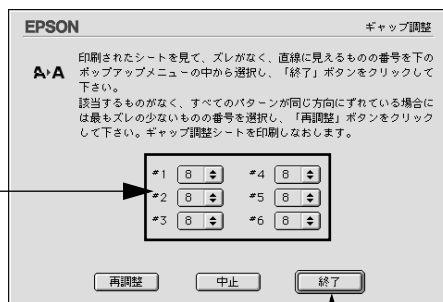 EPSON
ギャップ調整
印刷されたシートを見て、ズレがなく、直線に見えるものの番号を下の
ポップアップメニューの中から選択し、「終了」ボタンをクリックして
下さい。
該当するものがなく、すべてのパターンが同じ方向にずれている場合に
は最もズレの少ないものの番号を選択し、「再調整」ボタンをクリック
して下さい。ギャップ調整シートを印刷しなおします。
A▸A
#1 8 #4 8
#2 8 #5 8
#3 8 #6 8
再調整 中止 終了